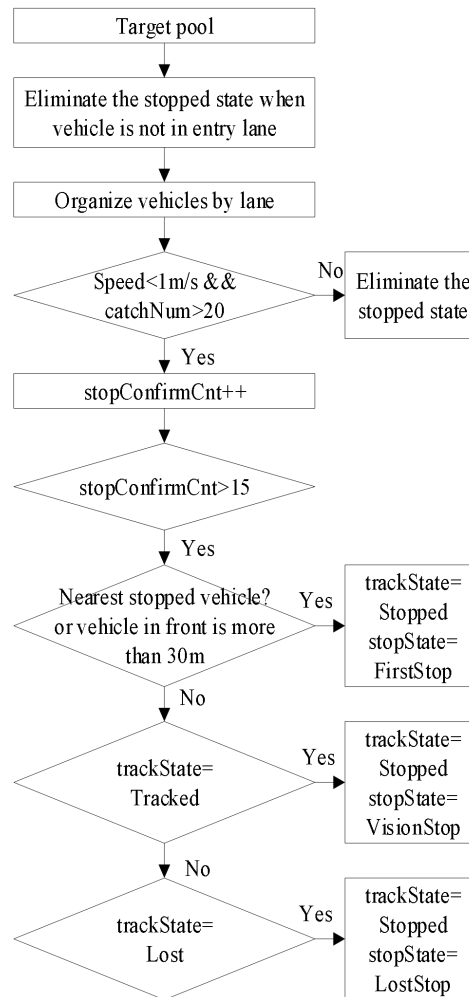 Target pool
Eliminate the stopped state when
vehicle is not in entry lane
Organize vehicles by lane
Speed<1m/s &&
catchNum>20
No
Eliminate the
stopped state
Yes
stopConfirmCnt++
stopConfirmCnt>15
Yes
Nearest stopped vehicle?
or vehicle in front is more
than 30m
Yes
trackState=
Stopped
stopState=
FirstStop
No
trackState=
Tracked
Yes
trackState=
Stopped
stopState=
VisionStop
No
trackState=
Lost
Yes
trackState=
Stopped
stopState=
LostStop